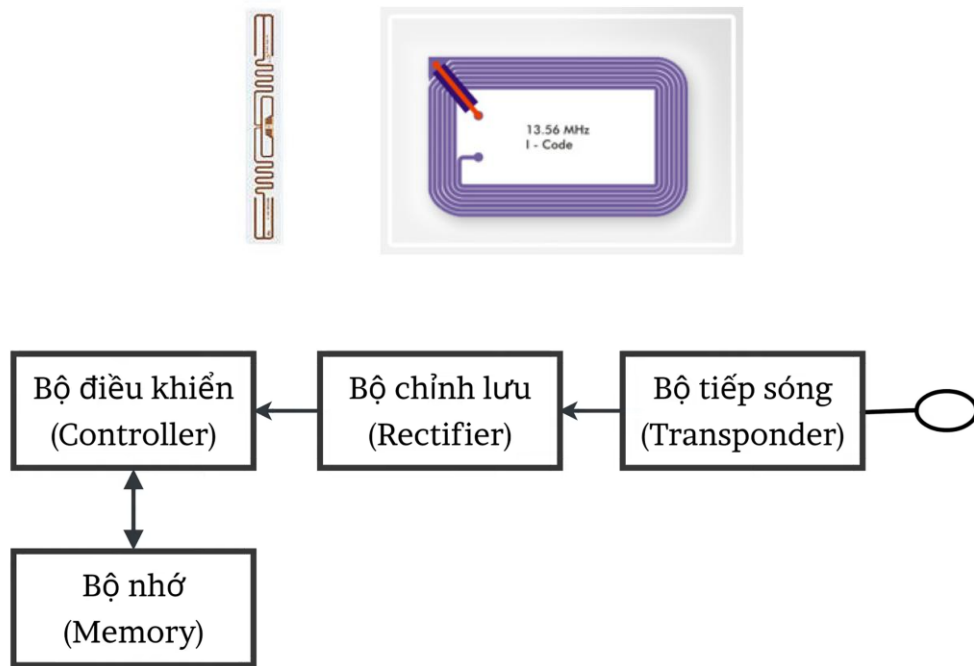 13.56 MHz
I - Code
Bộ điều khiển
(Controller)
Bộ chỉnh lưu
(Rectifier)
Bộ tiếp sóng
(Transponder)
Bộ nhớ
(Memory)